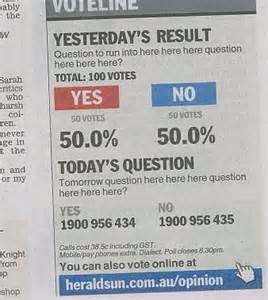 VOTELINE
YESTERDAY'S RESULT
Question to run into here here here question
here here here?
TOTAL: 100 VOTES
YES NO
50 VOTES 50 VOTES
50.0% 50.0%
TODAY'S QUESTION
Tomorrow question here here here question
here here here?
YES NO
1900 956 434 1900 956 435
Calls cost 38.5c including GST.
Mobile/pay phones extra. Dialect. Poll closes 6.30pm.
You can also vote online at
heraldsun.com.au/opinion
Sarah
critics
who
harsh
never
age in
t the
n and
or my
Knight
from
shop